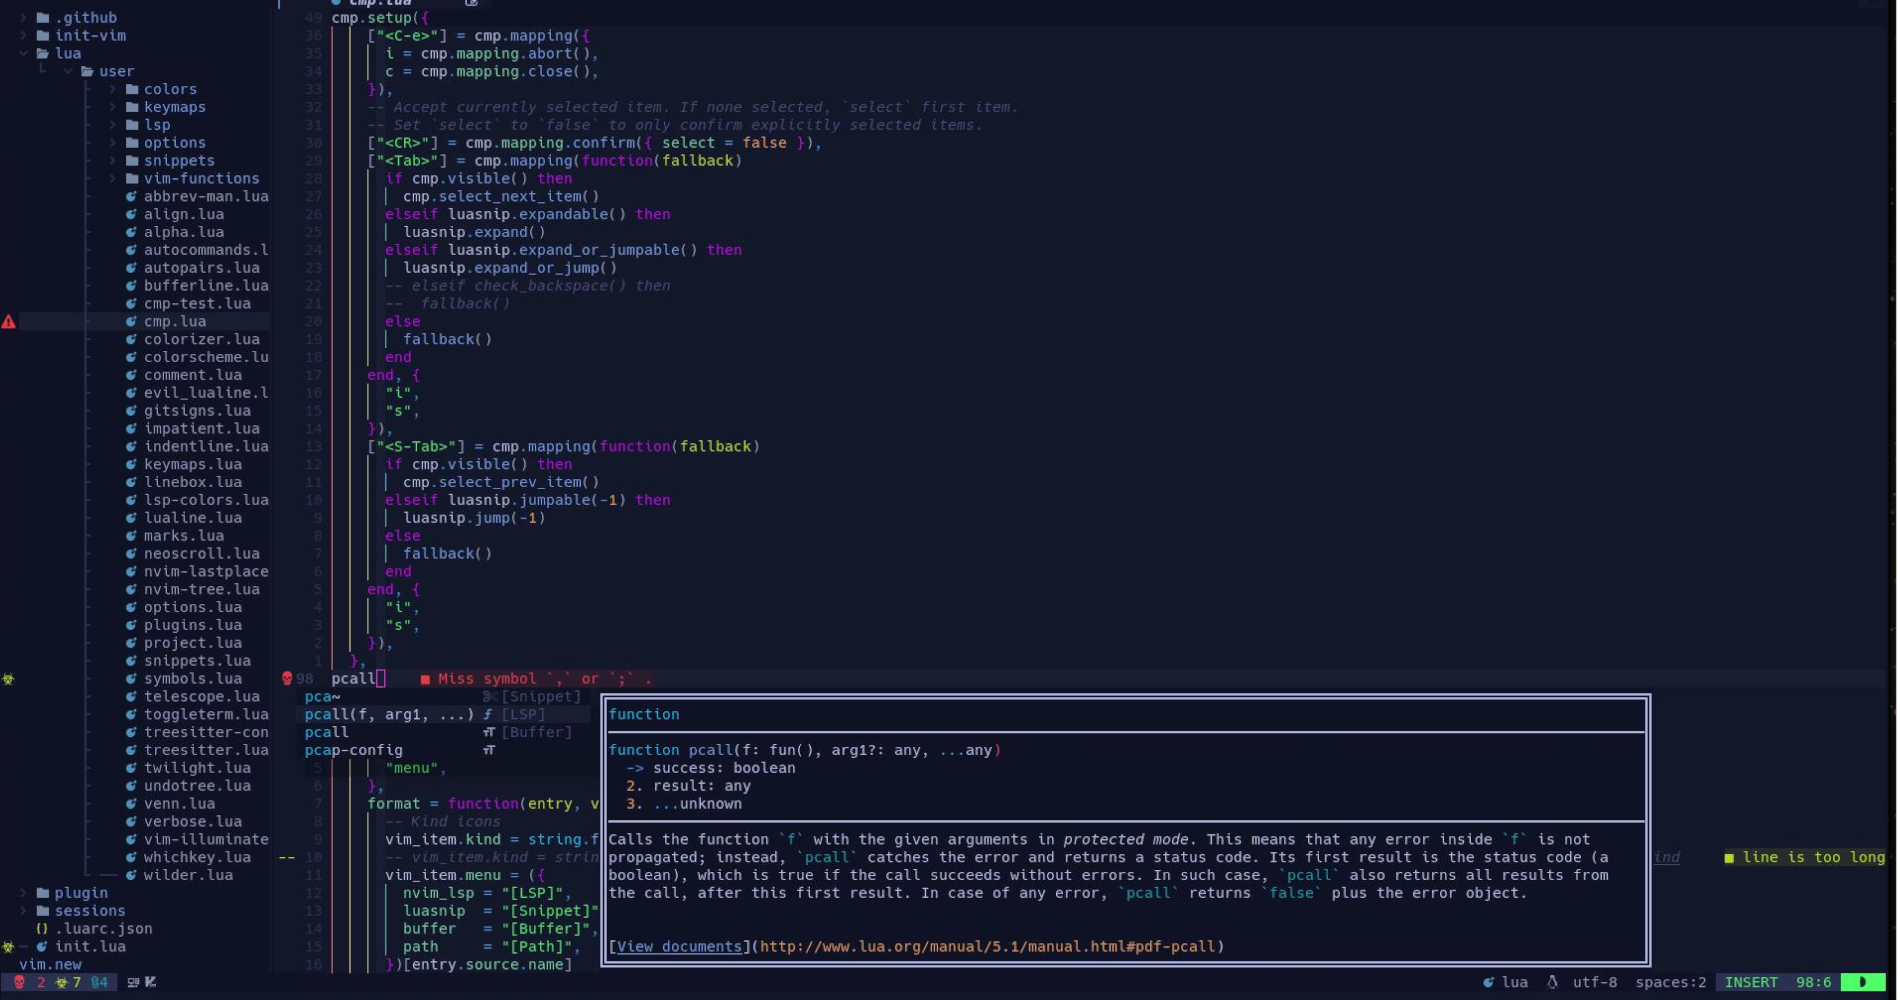 .github
init-vim
lua
user
colors
keymaps
lsp
options
snippets
vim-functions
abbrev-man.lua
align.lua
alpha.lua
autocommands.l
autopairs.lua
bufferline.lua
cmp-test.lua
cmp.lua
colorizer.lua
colorscheme.lu
comment.lua
evil_lualine.l
gitsigns.lua
impatient.lua
indentline.lua
keymaps.lua
linebox.lua
lsp-colors.lua
lualine.lua
marks.lua
neoscroll.lua
nvim-lastplace
nvim-tree.lua
options.lua
plugins.lua
project.lua
snippets.lua
symbols.lua
telescope.lua
toggleterm.lua
treesitter-con
treesitter.lua
twilight.lua
undotree.lua
venn.lua
verbose.lua
vim-illuminate
whichkey.lua
wilder.lua
plugin
sessions
{} .luarc.json
init.lua
vim.new
cmp.lua
49 cmp.setup({
36 ["<C-e>"] = cmp.mapping({
35 i = cmp.mapping.abort(),
34 c = cmp.mapping.close(),
33 }),
32 -- Accept currently selected item. If none selected, `select` first item.
31 -- Set `select` to `false` to only confirm explicitly selected items.
30 ["<CR>"] = cmp.mapping.confirm({ select = false }),
29 ["<Tab>"] = cmp.mapping(function(fallback)
28 if cmp.visible() then
27 cmp.select_next_item()
26 elseif luasnip.expandable() then
25 luasnip.expand()
24 elseif luasnip.expand_or_jumpable() then
23 luasnip.expand_or_jump()
22 -- elseif check_backspace() then
21 --  fallback()
20 else
19 fallback()
18 end
17 end, {
16 "i",
15 "s",
14 }),
13 ["<S-Tab>"] = cmp.mapping(function(fallback)
12 if cmp.visible() then
11 cmp.select_prev_item()
10 elseif luasnip.jumpable(-1) then
9 luasnip.jump(-1)
8 else
7 fallback()
6 end
5 end, {
4 "i",
3 "s",
2 }),
1 },
98 pcall ■ Miss symbol `,` or `;` .
pca~ [Snippet]
pcall(f, arg1, ...) [LSP]
pcall [Buffer]
pcap-config
5 "menu",
6 },
7 format = function(entry, v
8 -- Kind icons
9 vim_item.kind = string.f
-- 10 -- vim_item.kind = strin
11 vim_item.menu = ({
12 nvim_lsp = "[LSP]",
13 luasnip = "[Snippet]"
14 buffer = "[Buffer]",
15 path = "[Path]",
16 })[entry.source.name]
function
function pcall(f: fun(), arg1?: any, ...any)
-> success: boolean
2. result: any
3. ...unknown
Calls the function `f` with the given arguments in protected mode. This means that any error inside `f` is not
propagated; instead, `pcall` catches the error and returns a status code. Its first result is the status code (a
boolean), which is true if the call succeeds without errors. In such case, `pcall` also returns all results from
the call, after this first result. In case of any error, `pcall` returns `false` plus the error object.
[View documents](http://www.lua.org/manual/5.1/manual.html#pdf-pcall)
ind ■ line is too long
2 7 84
lua utf-8 spaces:2 INSERT 98:6